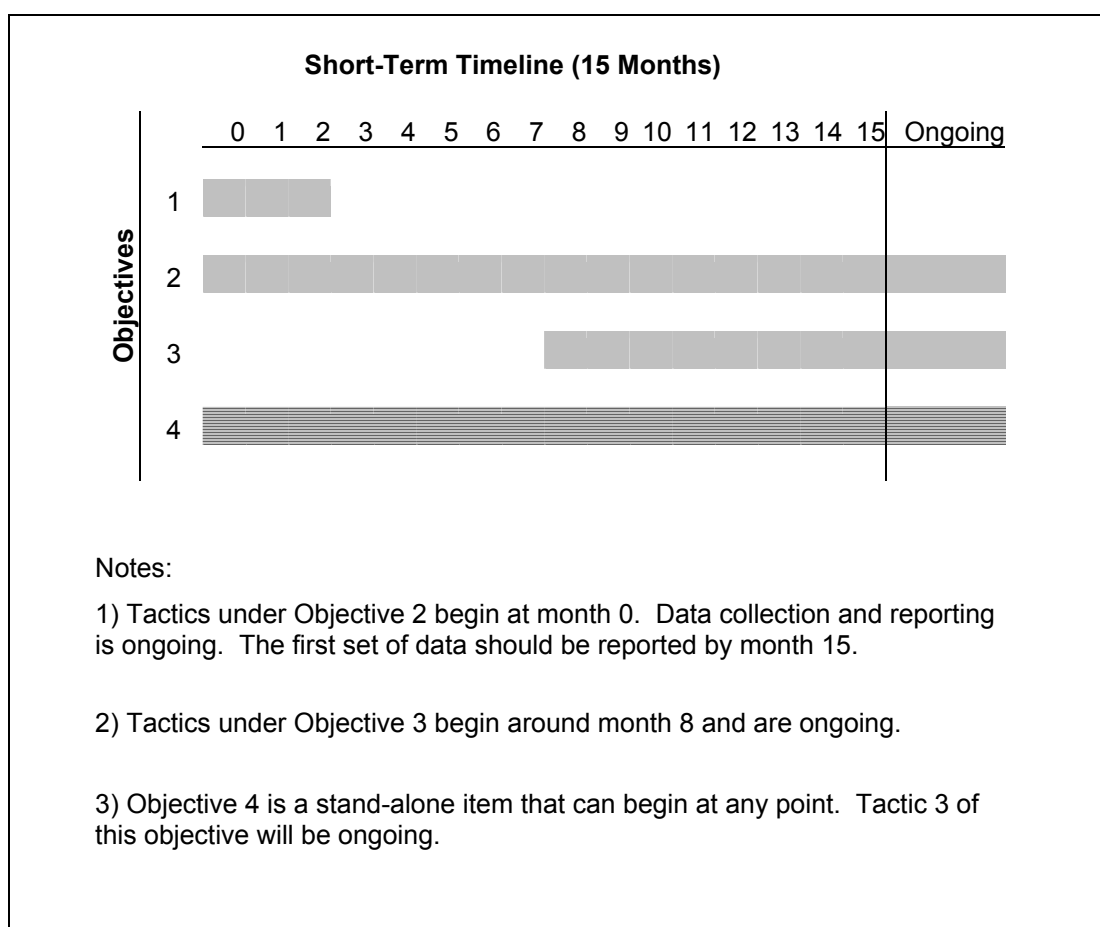 Short-Term Timeline (15 Months)
0 1 2 3 4 5 6 7 8 9 10 11 12 13 14 15 Ongoing
Objectives
1
2
3
4
Notes:
1) Tactics under Objective 2 begin at month 0. Data collection and reporting
is ongoing. The first set of data should be reported by month 15.
2) Tactics under Objective 3 begin around month 8 and are ongoing.
3) Objective 4 is a stand-alone item that can begin at any point. Tactic 3 of
this objective will be ongoing.